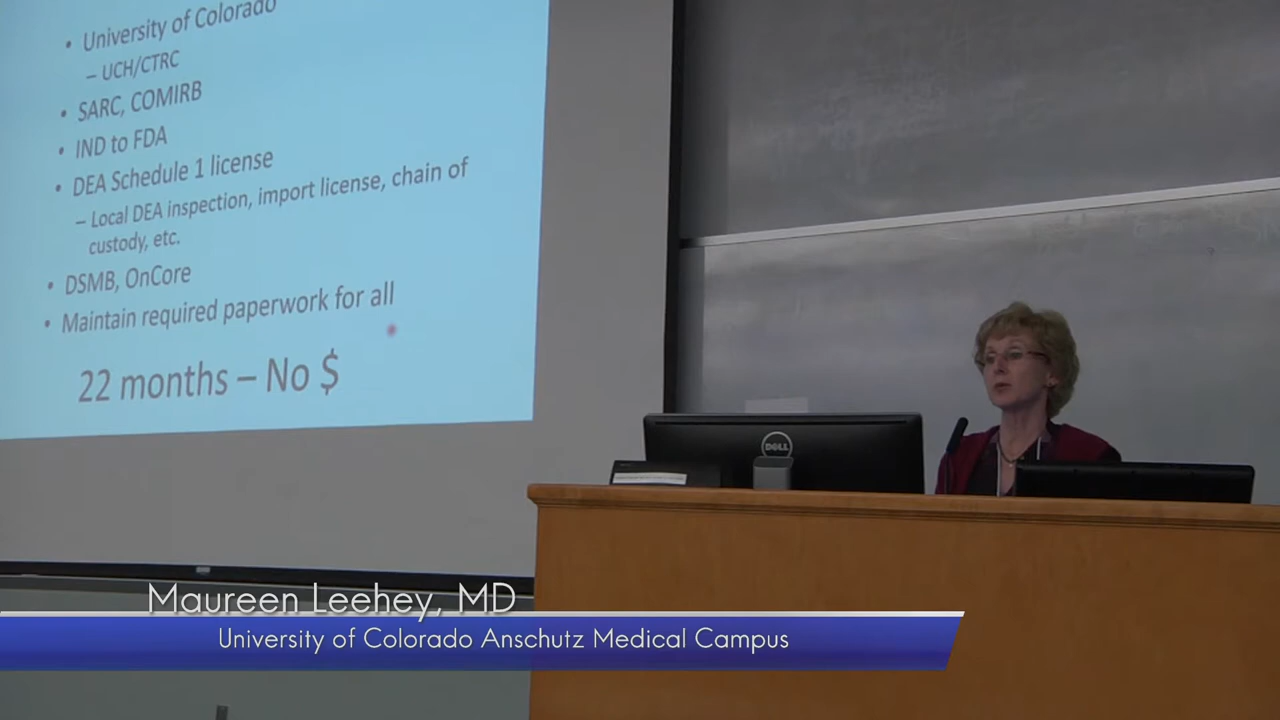 • University of Colorado
– UCH/CTRC
• SARC, COMIRB
• IND to FDA
• DEA Schedule 1 license
– Local DEA inspection, import license, chain of
custody, etc.
• DSMB, OnCore
• Maintain required paperwork for all
22 months – No $
DELL
Maureen Leehey, MD
University of Colorado Anschutz Medical Campus